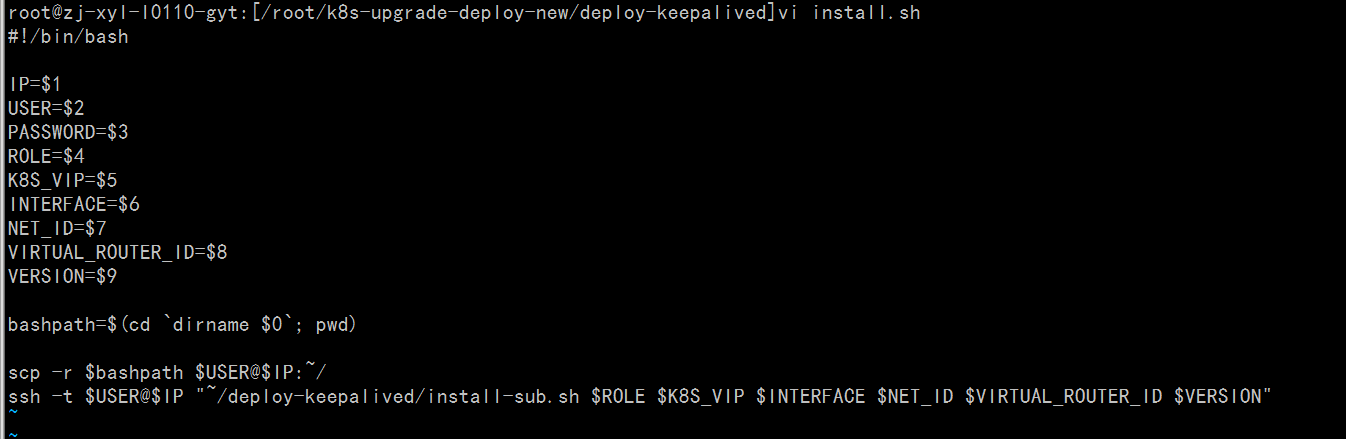 root@zj-xyl-l0110-gyt:[/root/k8s-upgrade-deploy-new/deploy-keepalived]vi install.sh
#!/bin/bash
IP=$1
USER=$2
PASSWORD=$3
ROLE=$4
K8S_VIP=$5
INTERFACE=$6
NET_ID=$7
VIRTUAL_ROUTER_ID=$8
VERSION=$9
bashpath=$(cd `dirname $0`; pwd)
scp -r $bashpath $USER@$IP:~/
ssh -t $USER@$IP "~/deploy-keepalived/install-sub.sh $ROLE $K8S_VIP $INTERFACE $NET_ID $VIRTUAL_ROUTER_ID $VERSION"
~
~